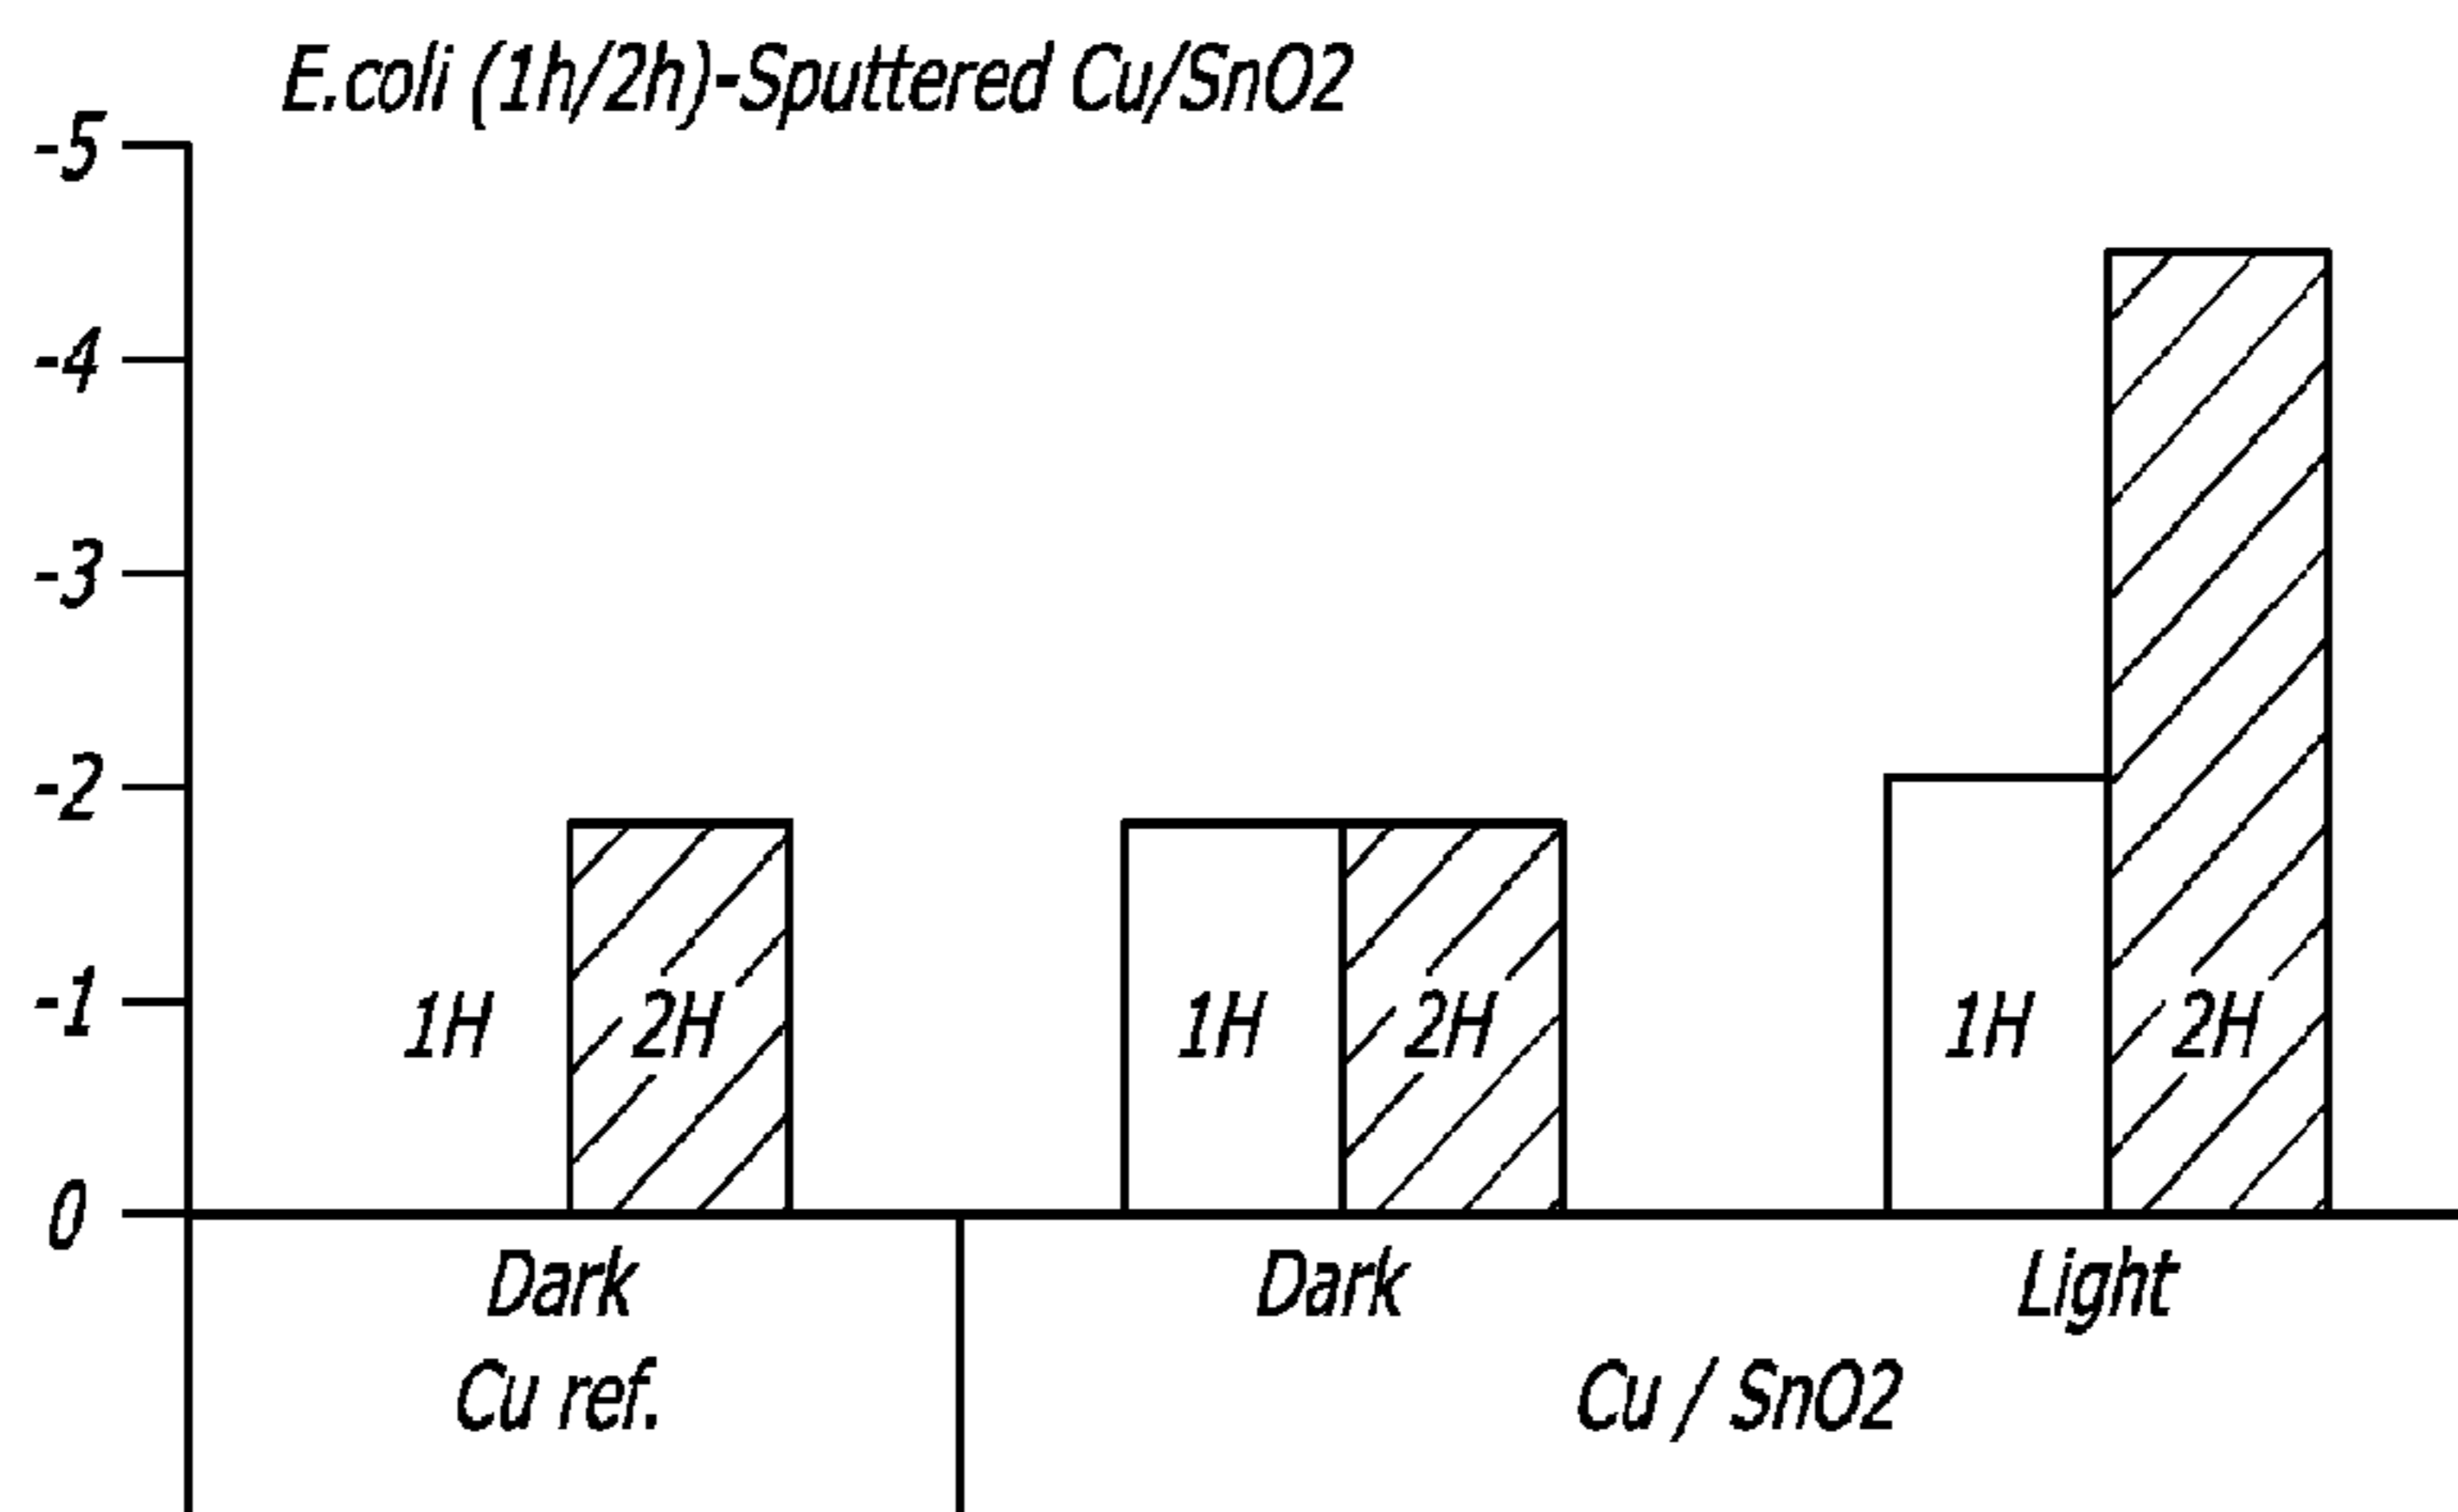 E.coli (1h/2h)-Sputtered Cu/SnO2
-5
-4
-3
-2
-1
0
1H 2H 1H 2H 1H 2H
Dark Dark Light
Cu ref. Cu / SnO2